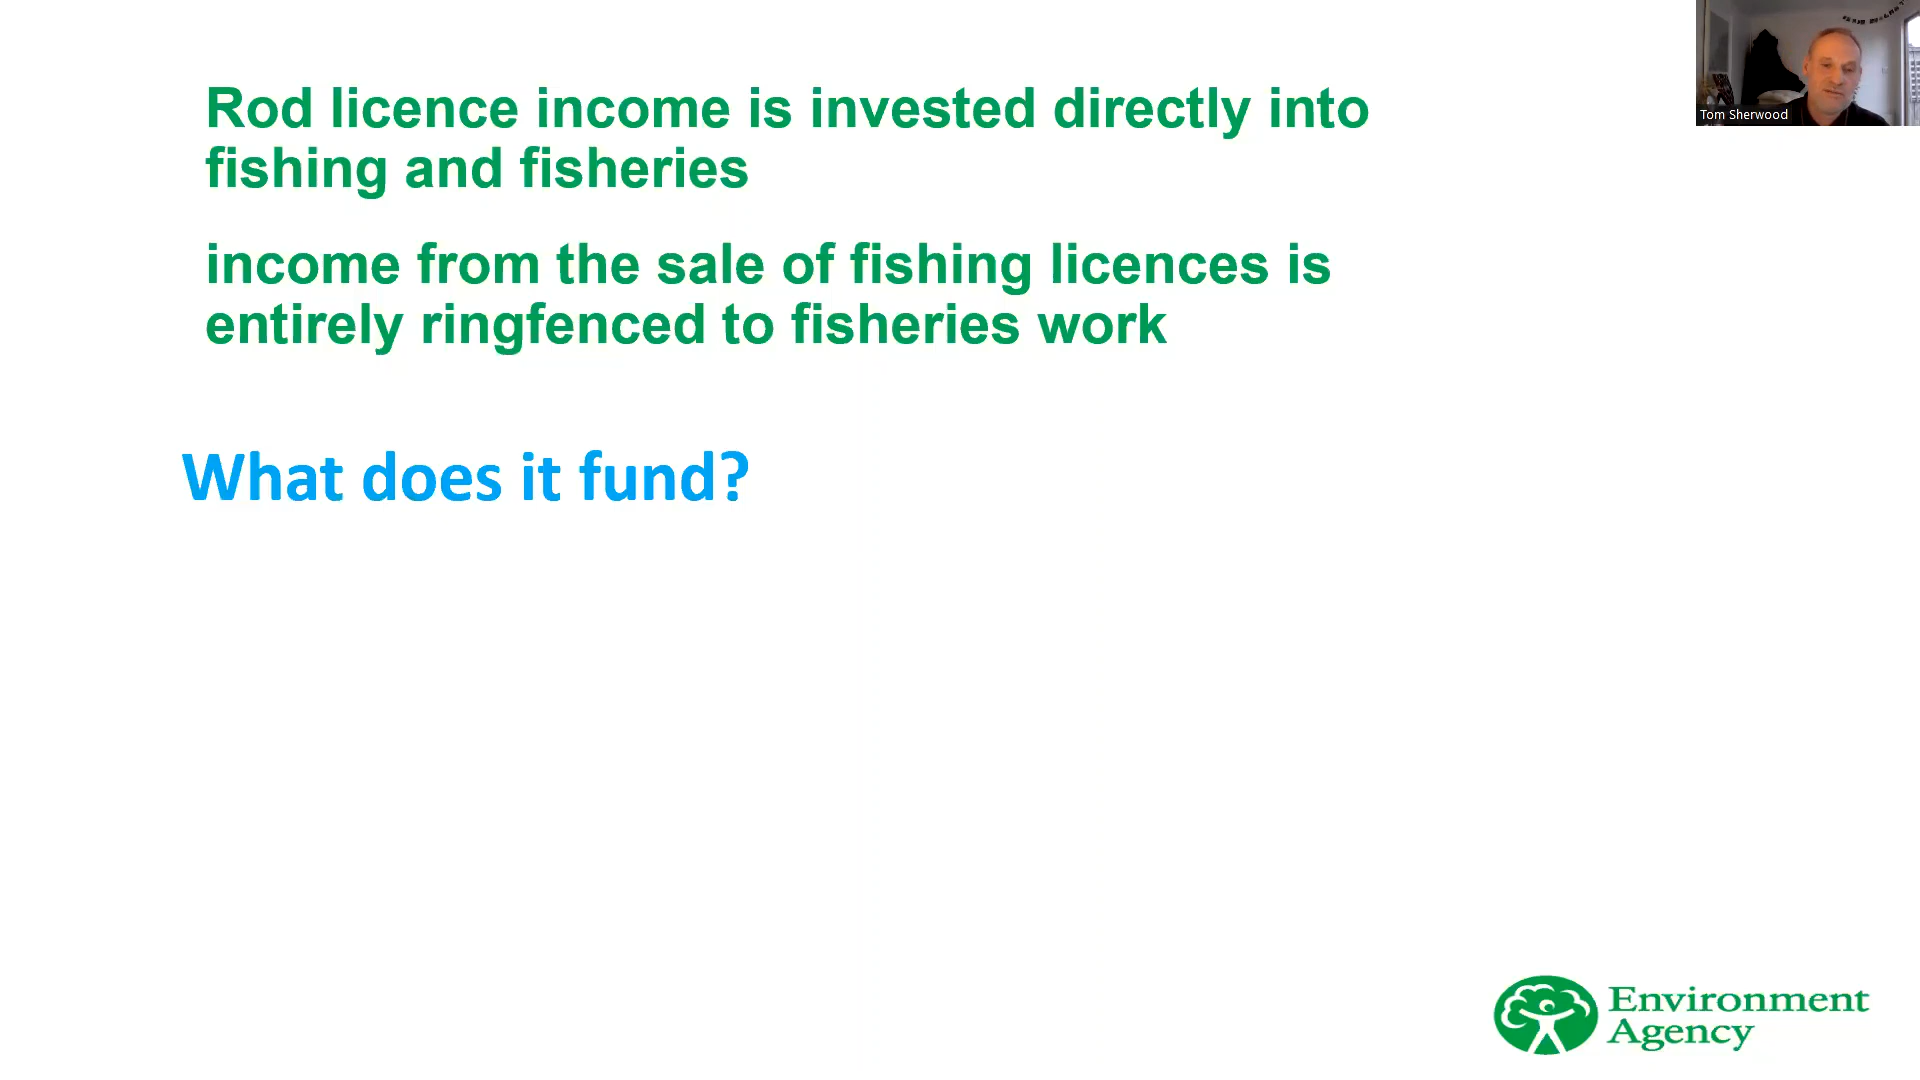 Rod licence income is invested directly into
fishing and fisheries
income from the sale of fishing licences is
entirely ringfenced to fisheries work
What does it fund?
Tom Sherwood
Environment
Agency